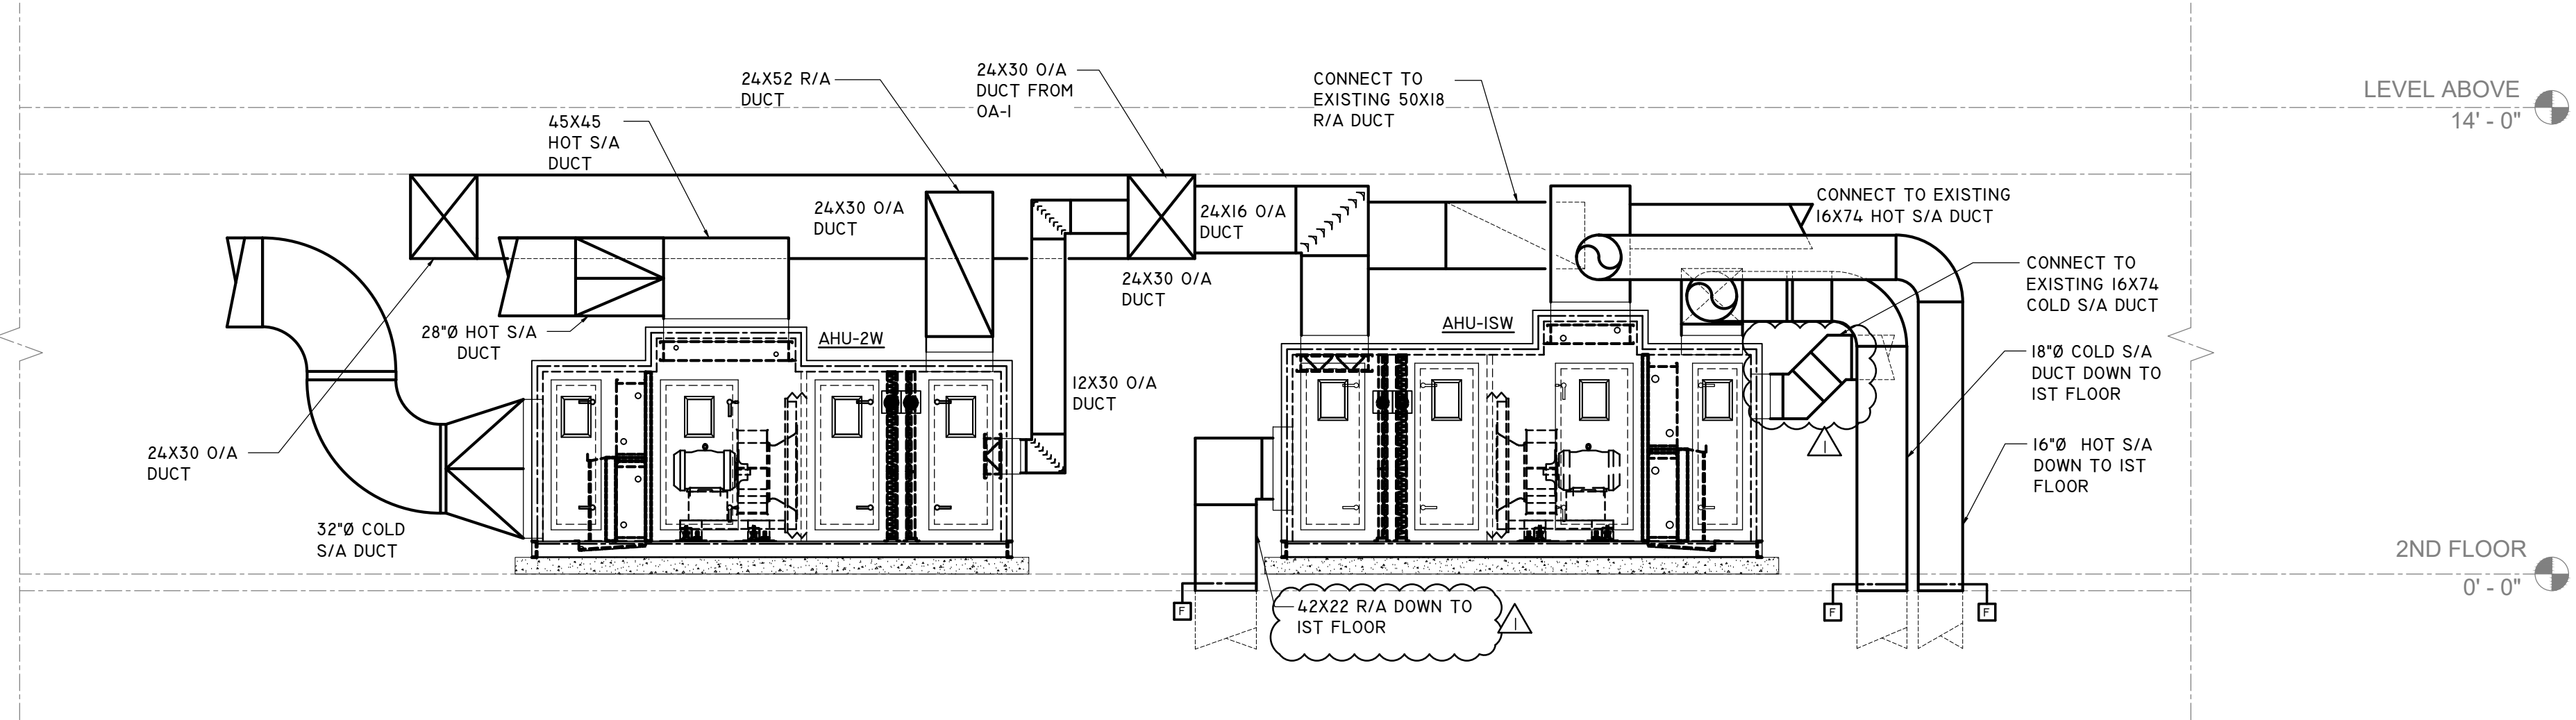 24X52 R/A
DUCT
24X30 O/A
DUCT FROM
OA-1
CONNECT TO
EXISTING 50X18
R/A DUCT
LEVEL ABOVE
14' - 0"
45X45
HOT S/A
DUCT
24X30 O/A
DUCT
24X16 O/A
DUCT
CONNECT TO EXISTING
16X74 HOT S/A DUCT
24X30 O/A
DUCT
CONNECT TO
EXISTING 16X74
COLD S/A DUCT
28"Ø HOT S/A
DUCT
AHU-2W
AHU-1SW
12X30 O/A
DUCT
18"Ø COLD S/A
DUCT DOWN TO
1ST FLOOR
24X30 O/A
DUCT
1
16"Ø HOT S/A
DOWN TO 1ST
FLOOR
32"Ø COLD
S/A DUCT
2ND FLOOR
0' - 0"
F
42X22 R/A DOWN TO
1ST FLOOR
1
F
F